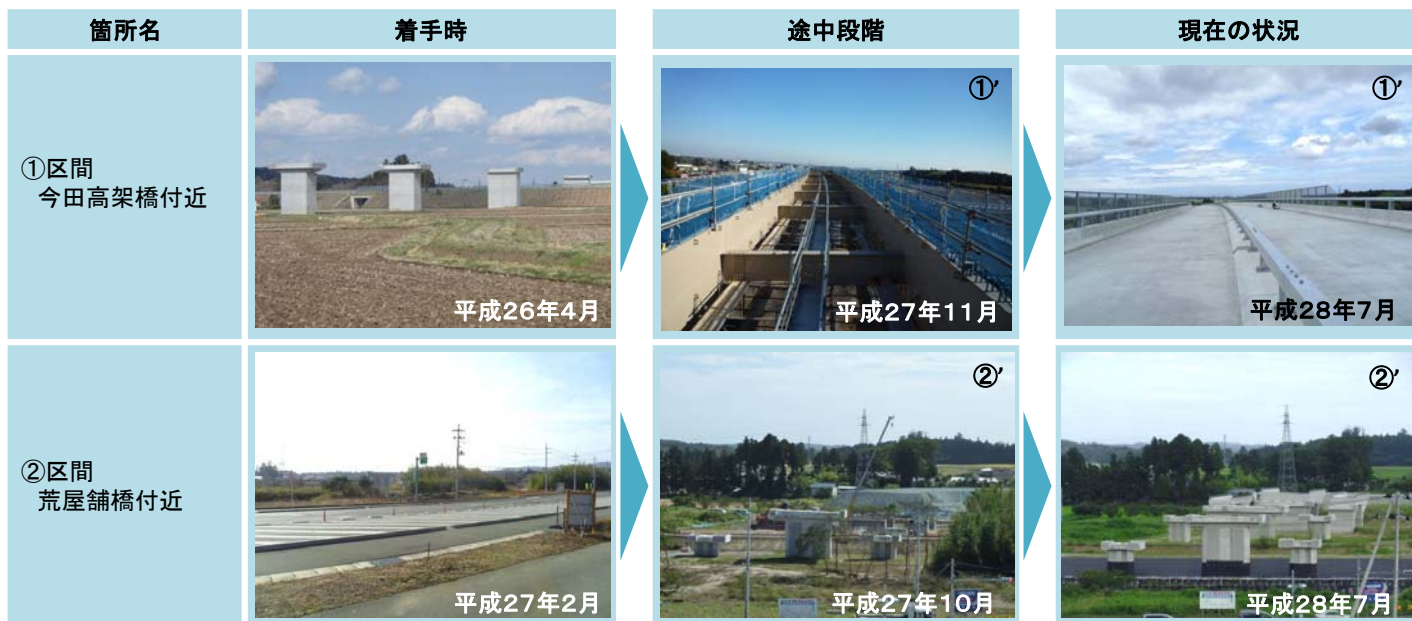 箇所名
着手時
途中段階
現在の状況
①区間
今田高架橋付近
平成26年4月
①’
平成27年11月
①’
平成28年7月
②区間
荒屋舗橋付近
平成27年2月
②’
平成27年10月
②’
平成28年7月